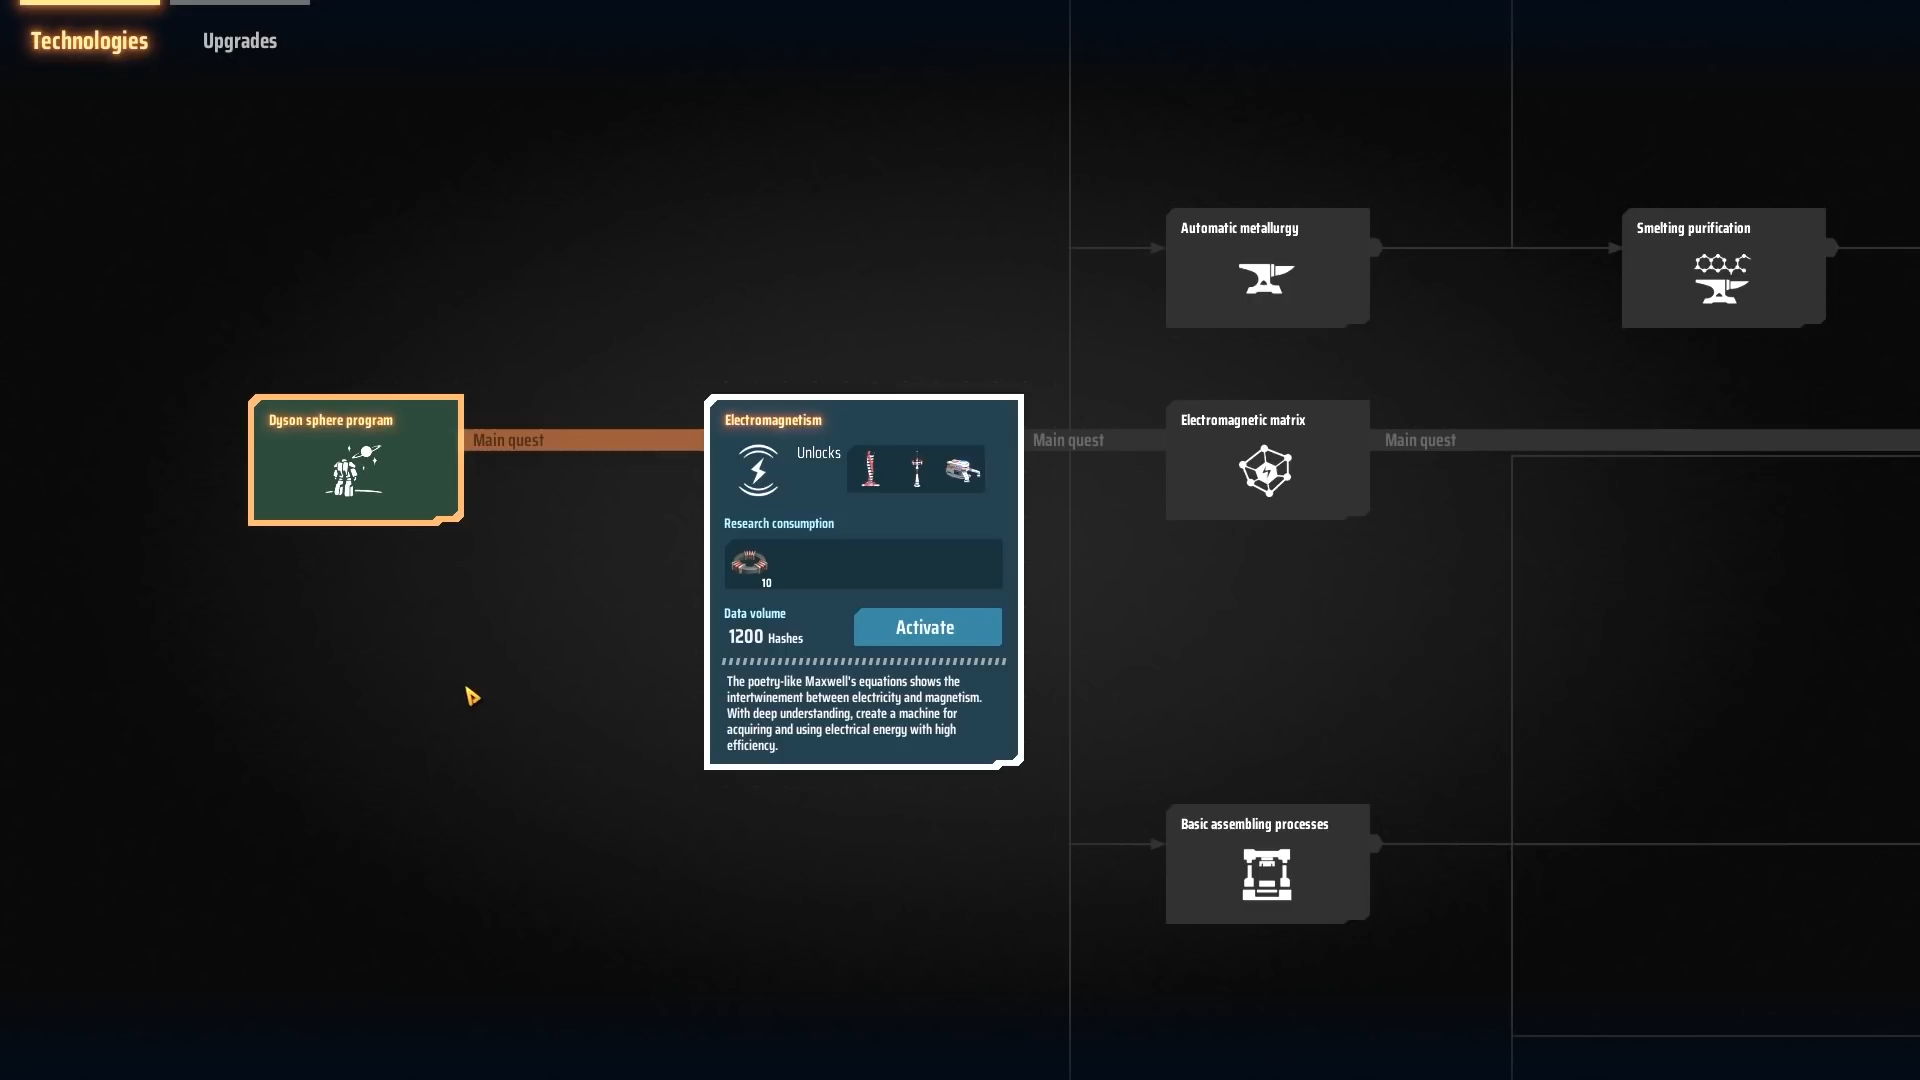 Technologies
Upgrades
Automatic metallurgy
Smelting purification
Dyson sphere program
Main quest
Electromagnetism
Unlocks
Research consumption
10
Data volume
1200 Hashes
Activate
The poetry-like Maxwell's equations shows the
intertwinement between electricity and magnetism.
With deep understanding, create a machine for
acquiring and using electrical energy with high
efficiency.
Main quest
Electromagnetic matrix
Main quest
Basic assembling processes